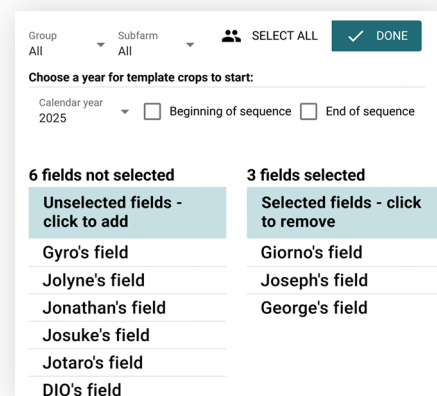 Group
All
Subfarm
All
SELECT ALL
DONE
Choose a year for template crops to start:
Calendar year
2025
Beginning of sequence
End of sequence
6 fields not selected
Unselected fields -
click to add
Gyro's field
Jolyne's field
Jonathan's field
Josuke's field
Jotaro's field
DIO's field
3 fields selected
Selected fields - click
to remove
Giorno's field
Joseph's field
George's field